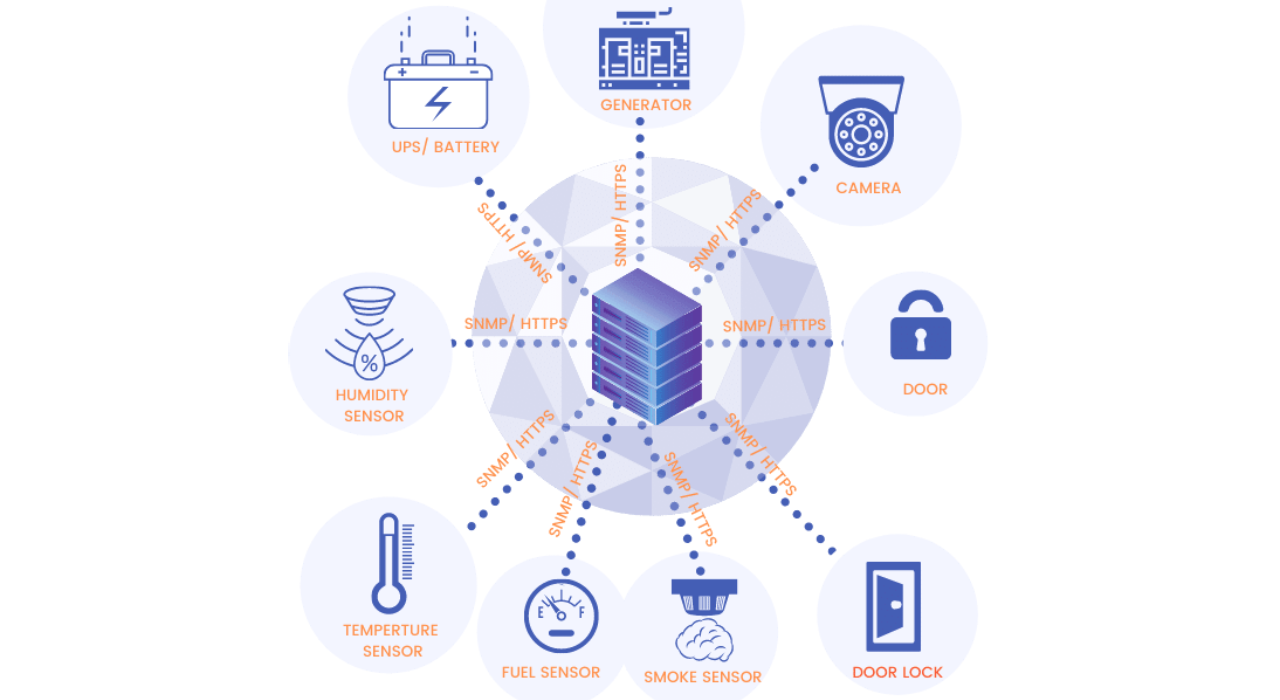 GENERATOR
UPS/ BATTERY
CAMERA
SNMP/ HTTPS
SNMP/ HTTPS
SNMP/ HTTPS
SNMP/ HTTPS
SNMP/ HTTPS
%
HUMIDITY
SENSOR
DOOR
SNMP/ HTTPS
SNMP/ HTTPS
SNMP/ HTTPS
SNMP/ HTTPS
E F
TEMPERTURE
SENSOR
FUEL SENSOR
SMOKE SENSOR
DOOR LOCK